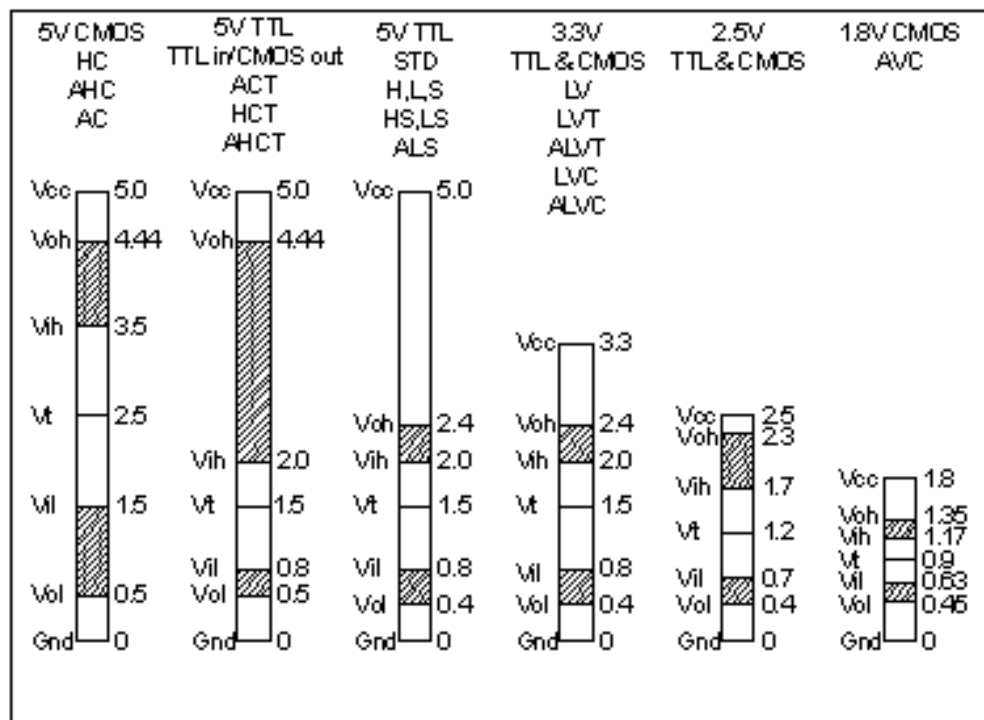 5V CMOS
HC
AHC
AC
Vcc 5.0
Voh 4.44
Vih 3.5
Vt 2.5
Vil 1.5
Vol 0.5
Gnd 0
5V TTL
TTL in/CMOS out
ACT
HCT
AHCT
Vcc 5.0
Voh 4.44
Vih 2.0
Vt 1.5
Vil 0.8
Vol 0.5
Gnd 0
5V TTL
STD
H,L,S
HS,LS
ALS
Vcc 5.0
Voh 2.4
Vih 2.0
Vt 1.5
Vil 0.8
Vol 0.4
Gnd 0
3.3V
TTL & CMOS
LV
LVT
ALVT
LVC
ALVC
Vcc 3.3
Voh 2.4
Vih 2.0
Vt 1.5
Vil 0.8
Vol 0.4
Gnd 0
2.5V
TTL & CMOS
Vcc 2.5
Voh 2.3
Vih 1.7
Vt 1.2
Vil 0.7
Vol 0.4
Gnd 0
1.8V CMOS
AVC
Vcc 1.8
Voh 1.35
Vih 1.17
Vt 0.9
Vil 0.63
Vol 0.45
Gnd 0